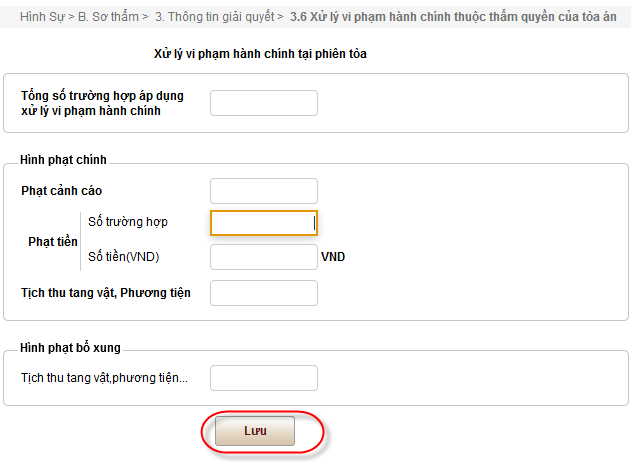 Hình Sự > B. Sơ thẩm > 3. Thông tin giải quyết > 3.6 Xử lý vi phạm hành chính thuộc thẩm quyền của tòa án
Xử lý vi phạm hành chính tại phiên tòa
Tổng số trường hợp áp dụng
xử lý vi phạm hành chính
Hình phạt chính
Phạt cảnh cáo
Số trường hợp
Phạt tiền
Số tiền(VND) VND
Tịch thu tang vật, Phương tiện
Hình phạt bổ xung
Tịch thu tang vật,phương tiện...
Lưu